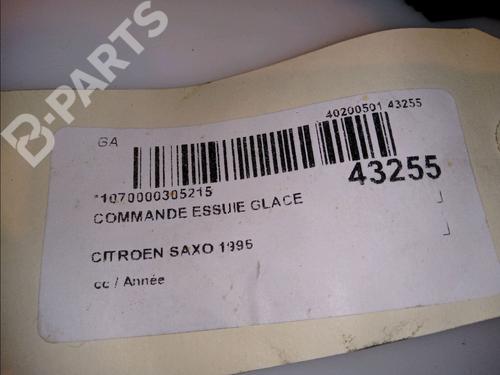 B-PARTS
GA
40200501 43255
*1070000305215
43255
COMMANDE ESSUIE GLACE
CITROEN SAXO 1996
cc / Année